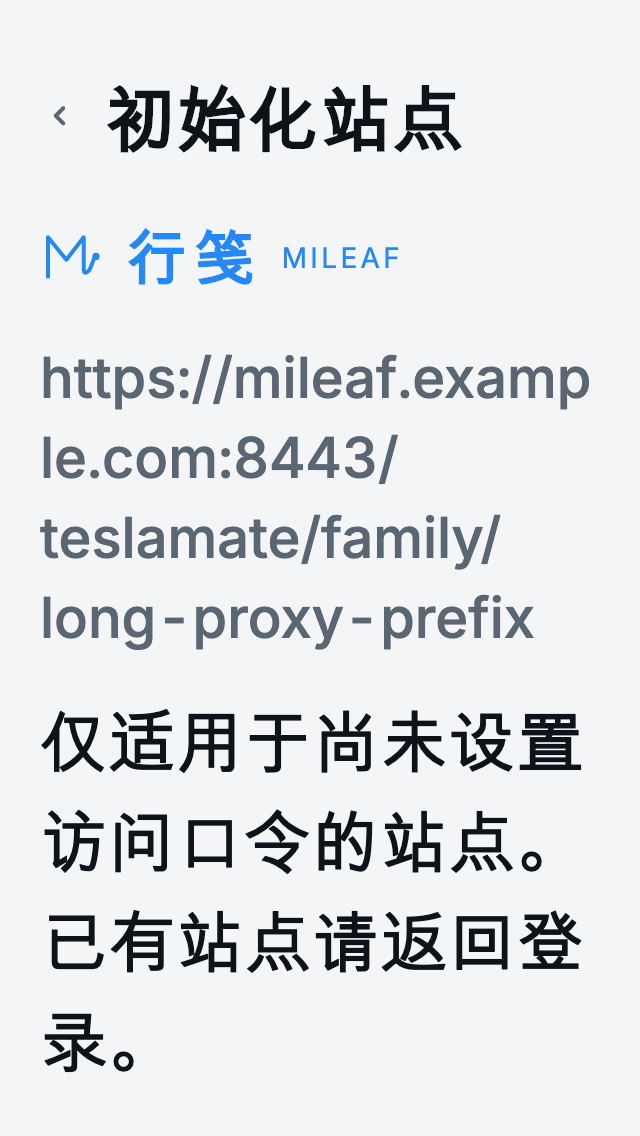 初始化站点
行笺 MILEAF
https://mileaf.examp
le.com:8443/
teslamate/family/
long-proxy-prefix
仅适用于尚未设置
访问口令的站点。
已有站点请返回登
录。